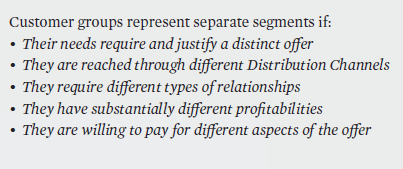 Customer groups represent separate segments if:
• Their needs require and justify a distinct offer
• They are reached through different Distribution Channels
• They require different types of relationships
• They have substantially different profitabilities
• They are willing to pay for different aspects of the offer